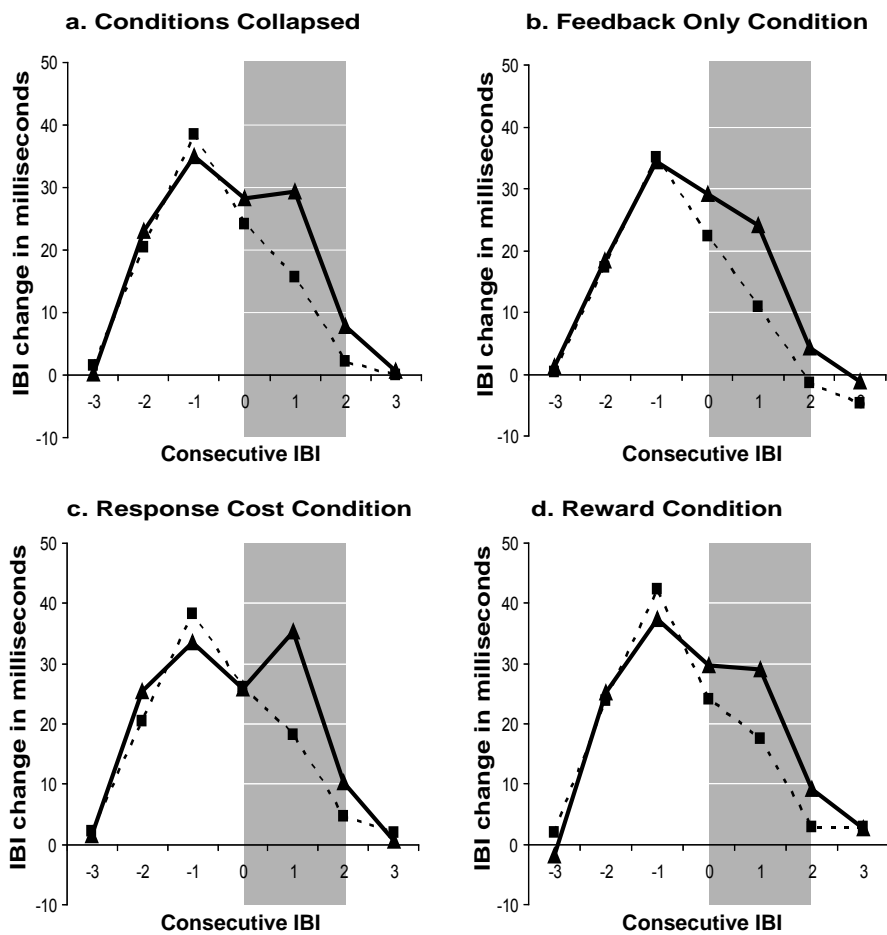 a. Conditions Collapsed
50
40
30
20
10
0
-10
-3 -2 -1 0 1 2 3
IBI change in milliseconds
Consecutive IBI
b. Feedback Only Condition
50
40
30
20
10
0
-10
-3 -2 -1 0 1 2
IBI change in milliseconds
Consecutive IBI
c. Response Cost Condition
50
40
30
20
10
0
-10
-3 -2 -1 0 1 2 3
IBI change in milliseconds
Consecutive IBI
d. Reward Condition
50
40
30
20
10
0
-10
-3 -2 -1 0 1 2 3
IBI change in milliseconds
Consecutive IBI